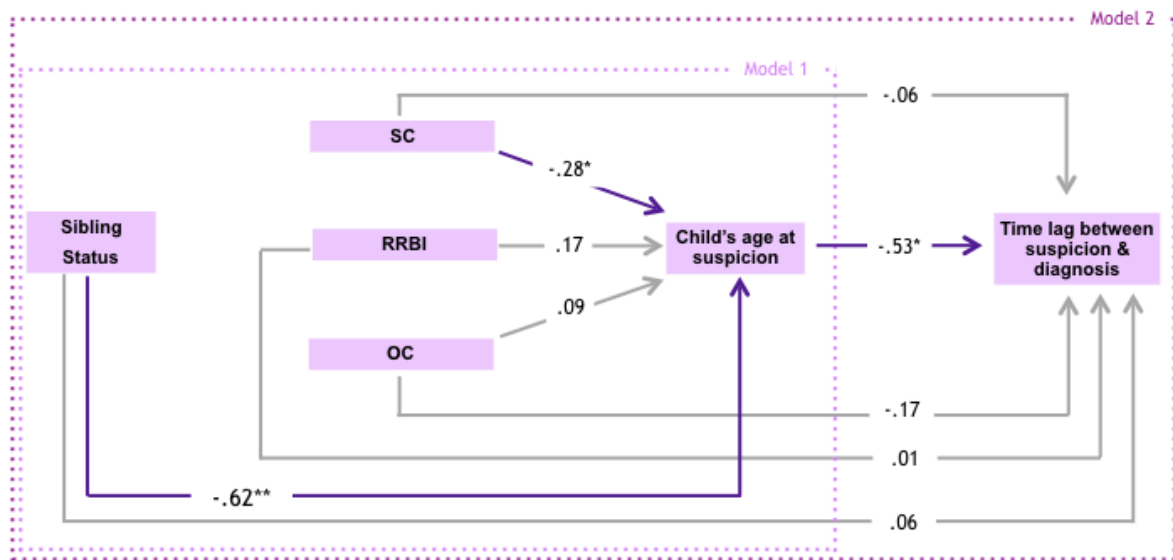 Model 2
Model 1
-.06
SC
-.28*
Sibling
Status
RRBI
.17
Child's age at
suspicion
-.53*
Time lag between
suspicion &
diagnosis
.09
OC
-.17
.01
-.62**
.06